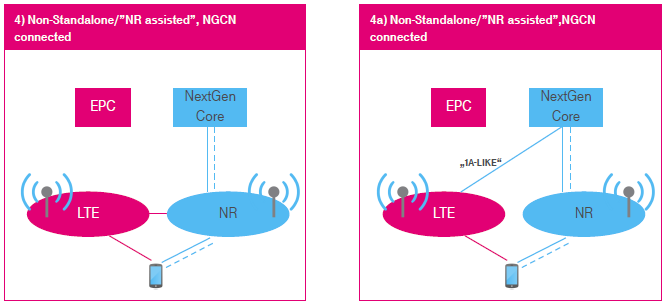 4) Non-Standalone/”NR assisted”, NGCN
connected
EPC
NextGen
Core
LTE
NR
4a) Non-Standalone/”NR assisted”,NGCN
connected
EPC
NextGen
Core
„1A-LIKE“
LTE
NR